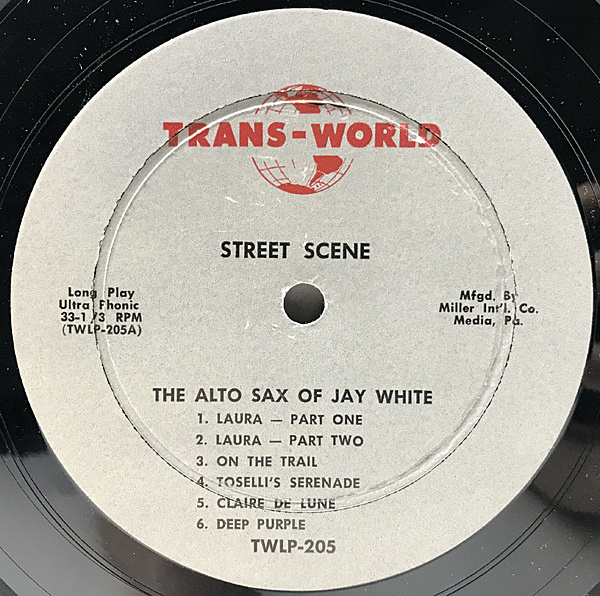 TRANS-WORLD
STREET SCENE
Long Play
Ultra Phonic
33-1/3 RPM
(TWLP-205A)
Mfgd. By
Miller Int'l. Co.
Media, Pa.
THE ALTO SAX OF JAY WHITE
1. LAURA — PART ONE
2. LAURA — PART TWO
3. ON THE TRAIL
4. TOSELLI'S SERENADE
5. CLAIRE DE LUNE
6. DEEP PURPLE
TWLP-205